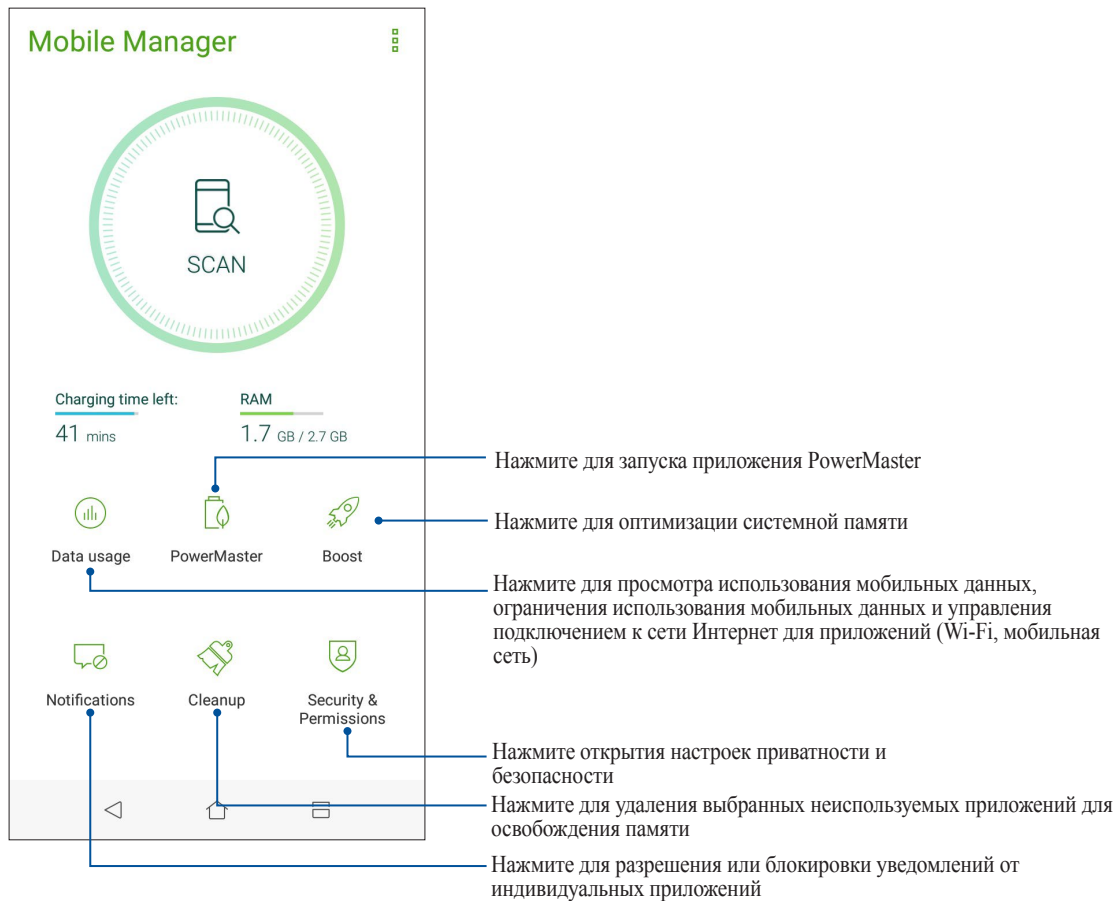 Mobile Manager
SCAN
Charging time left:
RAM
41 mins
1.7 GB / 2.7 GB
Нажмите для запуска приложения PowerMaster
Нажмите для оптимизации системной памяти
Data usage
PowerMaster
Boost
Нажмите для просмотра использования мобильных данных,
ограничения использования мобильных данных и управления
подключением к сети Интернет для приложений (Wi-Fi, мобильная
сеть)
Notifications
Cleanup
Security &
Permissions
Нажмите открытия настроек приватности и
безопасности
Нажмите для удаления выбранных неиспользуемых приложений для
освобождения памяти
Нажмите для разрешения или блокировки уведомлений от
индивидуальных приложений